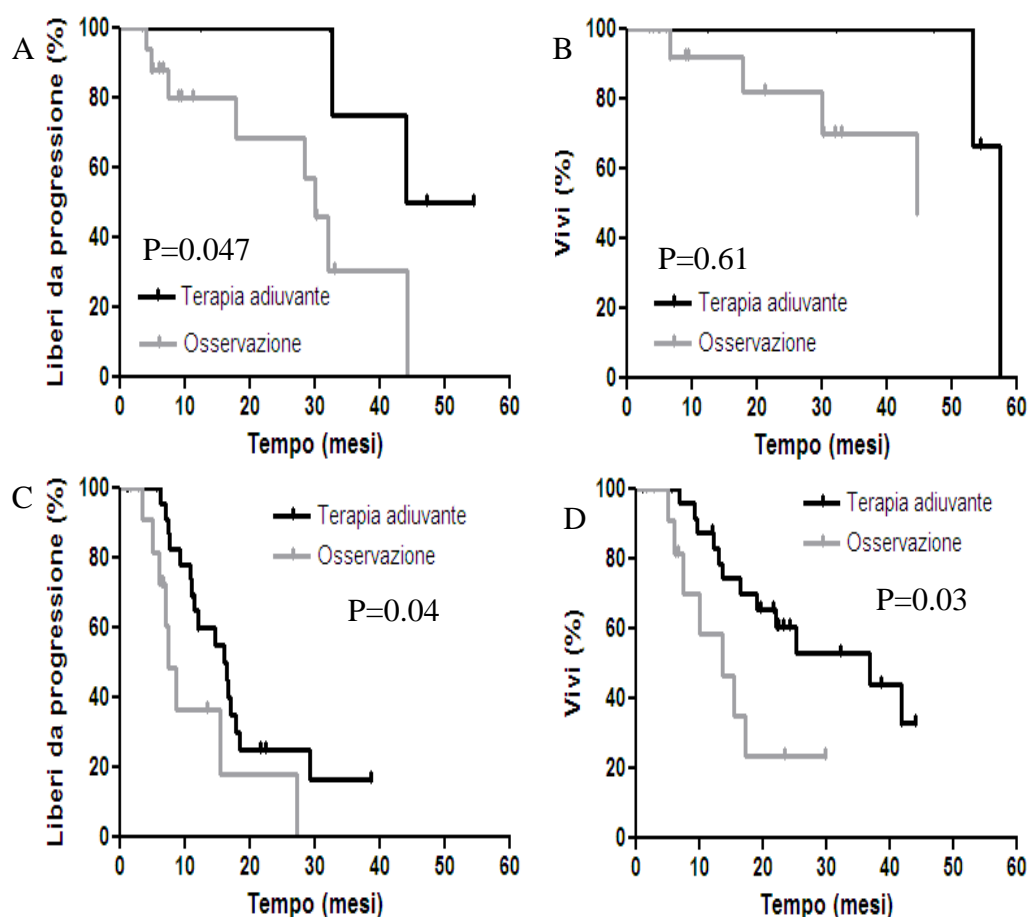 A
Liberi da progressione (%)
100
80
60
40
20
0
P=0.047
Terapia adiuvante
Osservazione
0 10 20 30 40 50 60
Tempo (mesi)
B
Vivi (%)
100
80
60
40
20
0
P=0.61
Terapia adiuvante
Osservazione
0 10 20 30 40 50 60
Tempo (mesi)
C
Liberi da progressione (%)
100
80
60
40
20
0
Terapia adiuvante
Osservazione
P=0.04
0 10 20 30 40 50 60
Tempo (mesi)
D
Vivi (%)
100
80
60
40
20
0
Terapia adiuvante
Osservazione
P=0.03
0 10 20 30 40 50 60
Tempo (mesi)